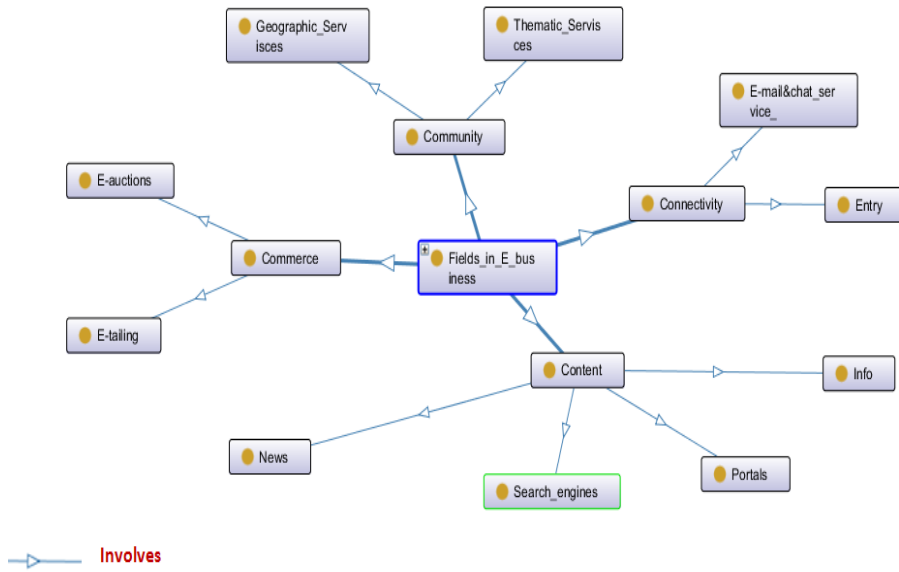 Geographic_Serv
isces
Thematic_Servis
ces
E-mail&chat_ser
vice_
Community
E-auctions
Connectivity
Entry
Commerce
Fields_in_E_bus
iness
E-tailing
Content
Info
News
Search_engines
Portals
Involves